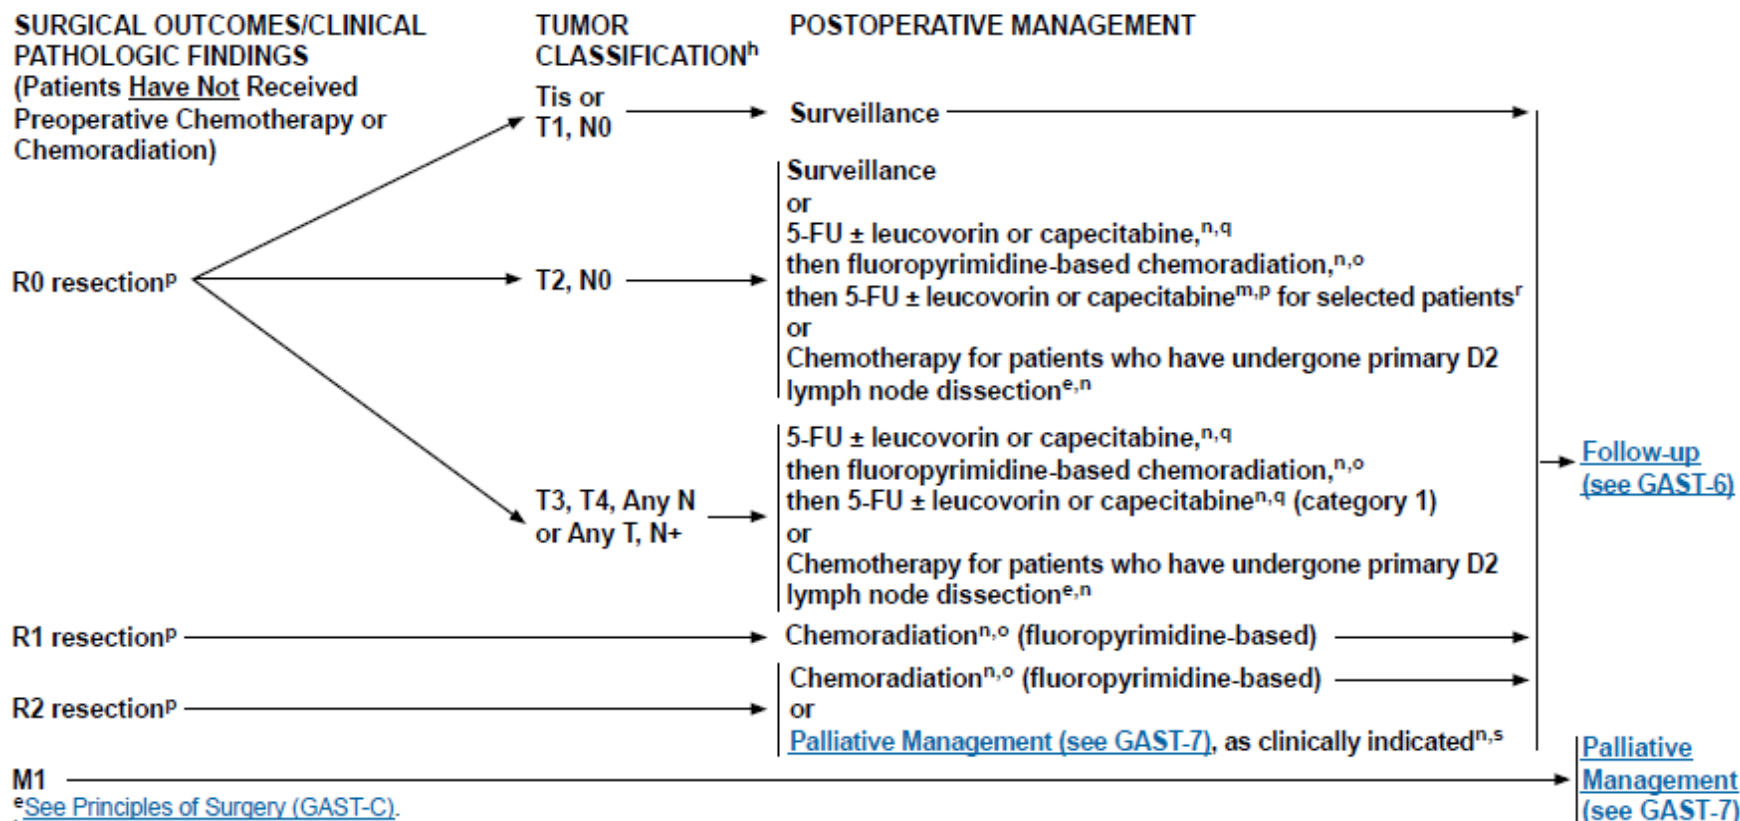 SURGICAL OUTCOMES/CLINICAL
PATHOLOGIC FINDINGS
(Patients Have Not Received
Preoperative Chemotherapy or
Chemoradiation)
TUMOR
CLASSIFICATIONʰ
POSTOPERATIVE MANAGEMENT
R0 resectionᵖ
Tis or
T1, N0
Surveillance
T2, N0
Surveillance
or
5-FU ± leucovorin or capecitabine,ⁿ,q
then fluoropyrimidine-based chemoradiation,ⁿ,ᵒ
then 5-FU ± leucovorin or capecitabineᵐ,ᵖ for selected patientsʳ
or
Chemotherapy for patients who have undergone primary D2
lymph node dissectionᵉ,ⁿ
T3, T4, Any N
or Any T, N+
5-FU ± leucovorin or capecitabine,ⁿ,q
then fluoropyrimidine-based chemoradiation,ⁿ,ᵒ
then 5-FU ± leucovorin or capecitabineⁿ,q (category 1)
or
Chemotherapy for patients who have undergone primary D2
lymph node dissectionᵉ,ⁿ
R1 resectionᵖ
Chemoradiationⁿ,ᵒ (fluoropyrimidine-based)
R2 resectionᵖ
Chemoradiationⁿ,ᵒ (fluoropyrimidine-based)
or
Palliative Management (see GAST-7), as clinically indicatedⁿ,ˢ
Follow-up
(see GAST-6)
M1
Palliative
Management
(see GAST-7)
ᵉSee Principles of Surgery (GAST-C).